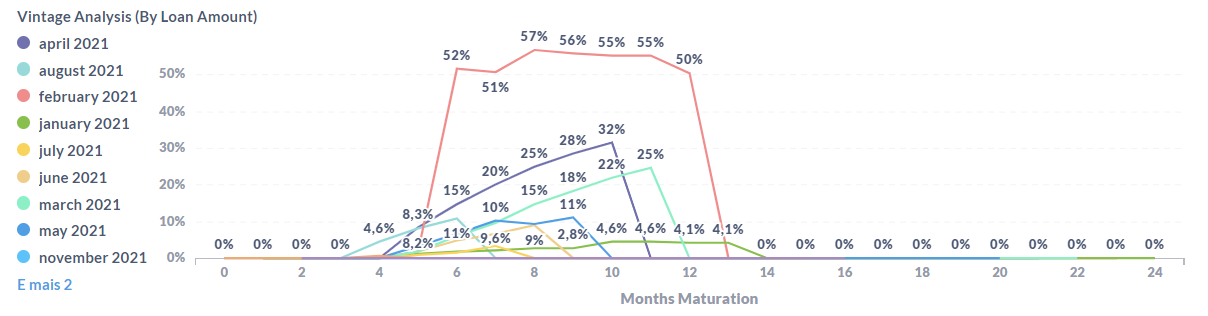 Vintage Analysis (By Loan Amount)
april 2021
august 2021
february 2021
january 2021
july 2021
june 2021
march 2021
may 2021
november 2021
E mais 2
50%
40%
30%
20%
10%
0%
57% 56% 55% 55%
52% 50%
51%
32%
28%
25% 25%
22%
20%
18%
15% 15%
10% 11%
8,3%
4,6% 4,6% 4,6% 4,1% 4,1%
11% 9,6% 9% 2,8%
0% 0% 0% 0% 8,2% 0% 0% 0% 0% 0% 0% 0% 0% 0% 0% 0%
0 2 4 6 8 10 12 14 16 18 20 22 24
Months Maturation